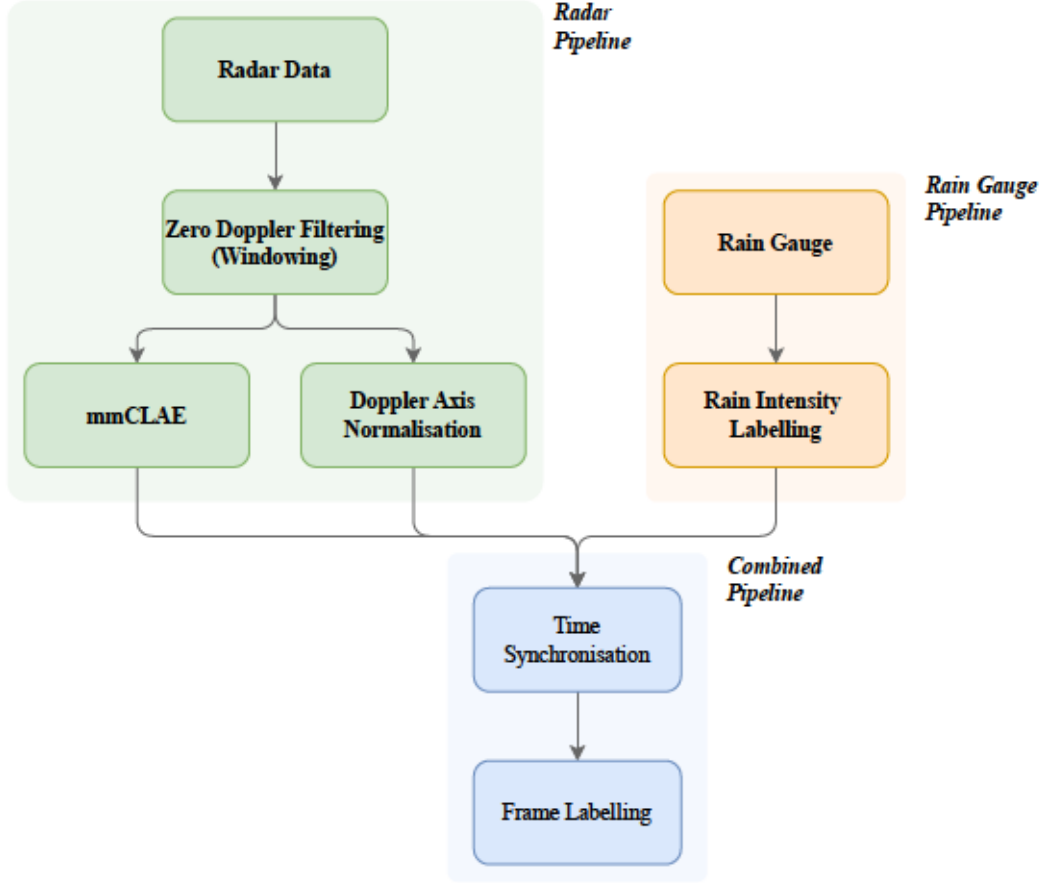 Radar
Pipeline
Radar Data
Zero Doppler Filtering
(Windowing)
Rain Gauge
Pipeline
Rain Gauge
mmCLAE
Doppler Axis
Normalisation
Rain Intensity
Labelling
Combined
Pipeline
Time
Synchronisation
Frame Labelling